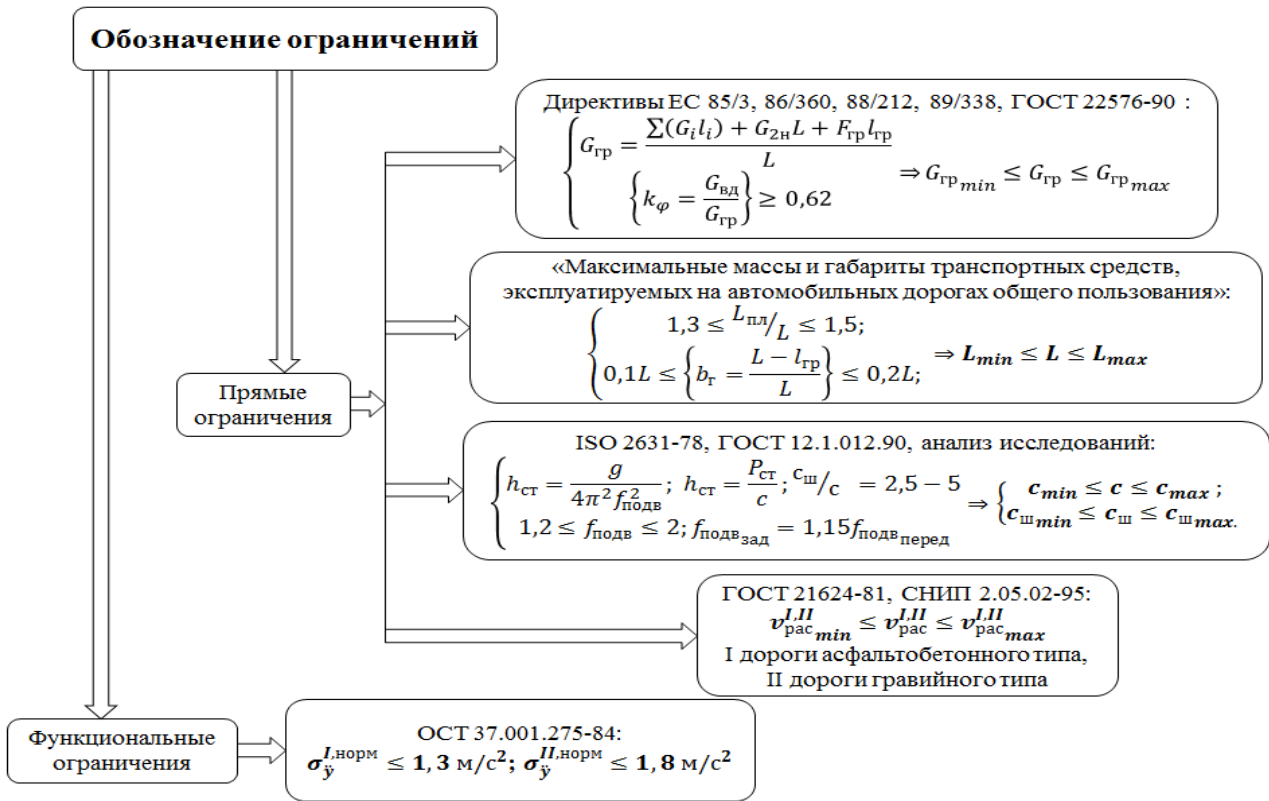 Обозначение ограничений
Директивы ЕС 85/3, 86/360, 88/212, 89/338, ГОСТ 22576-90 :
{ G_гр = (∑(G_i l_i) + G_2н L + F_гр l_гр) / L
{ k_φ = G_вд / G_гр } ≥ 0,62
⇒ G_гр_min ≤ G_гр ≤ G_гр_max
«Максимальные массы и габариты транспортных средств,
эксплуатируемых на автомобильных дорогах общего пользования»:
{ 1,3 ≤ L_пл/L ≤ 1,5;
0,1L ≤ { b_г = (L − l_гр) / L } ≤ 0,2L;
⇒ L_min ≤ L ≤ L_max
Прямые
ограничения
ISO 2631-78, ГОСТ 12.1.012.90, анализ исследований:
{ h_ст = g / (4π² f²_подв) ; h_ст = P_ст / c ; c_ш/c = 2,5 − 5
1,2 ≤ f_подв ≤ 2; f_подв_зад = 1,15f_подв_перед
⇒ { c_min ≤ c ≤ c_max ;
c_ш_min ≤ c_ш ≤ c_ш_max.
ГОСТ 21624-81, СНИП 2.05.02-95:
v^I,II_рас_min ≤ v^I,II_рас ≤ v^I,II_рас_max
I дороги асфальтобетонного типа,
II дороги гравийного типа
Функциональные
ограничения
ОСТ 37.001.275-84:
σ_ÿ^I,норм ≤ 1, 3 м/с²; σ_ÿ^II,норм ≤ 1, 8 м/с²